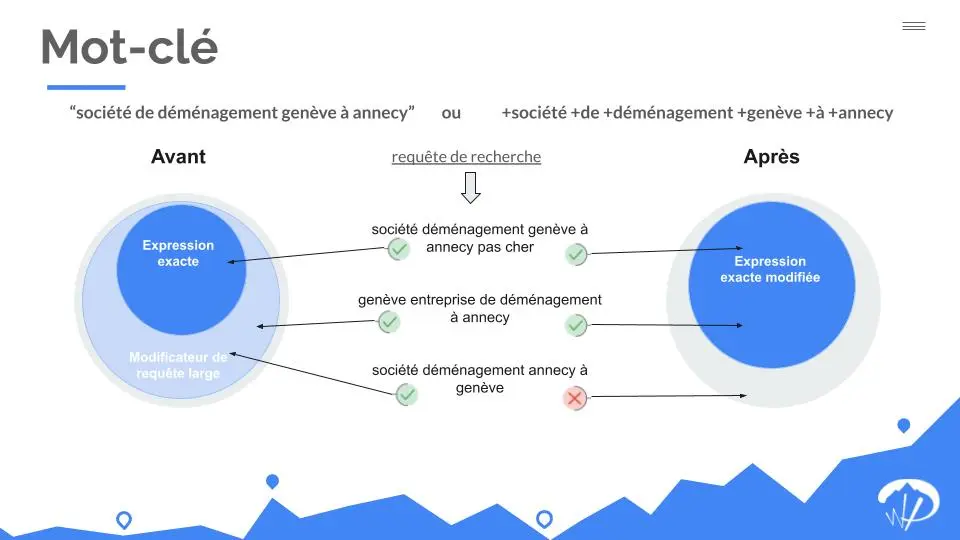 Mot-clé
“société de déménagement genève à annecy” ou +société +de +déménagement +genève +à +annecy
Avant
requête de recherche
Après
société déménagement genève à
annecy pas cher
Expression
exacte
Expression
exacte modifiée
genève entreprise de déménagement
à annecy
Modificateur de
requête large
société déménagement annecy à
genève